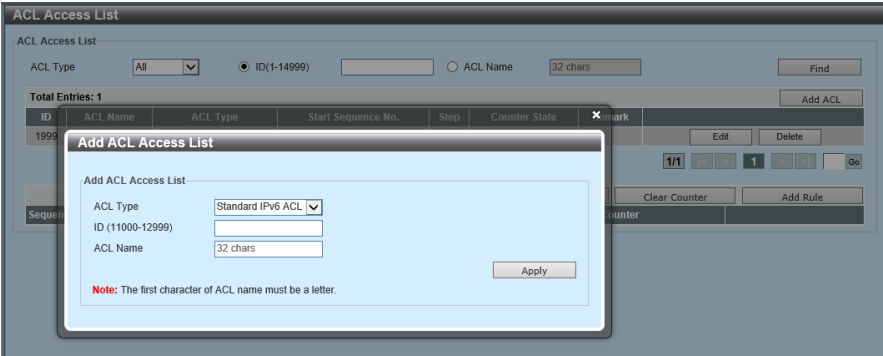 ACL Access List
ACL Access List
ACL Type All ID(1-14999) ACL Name 32 chars Find
Total Entries: 1 Add ACL
ID ACL Name ACL Type Start Sequence No. Step Counter State Remark
1999 Edit Delete
1/1 |< < 1 > >| Go
Clear Counter Add Rule
Add ACL Access List
Add ACL Access List
ACL Type Standard IPv6 ACL
ID (11000-12999)
ACL Name 32 chars
Apply
Note: The first character of ACL name must be a letter.